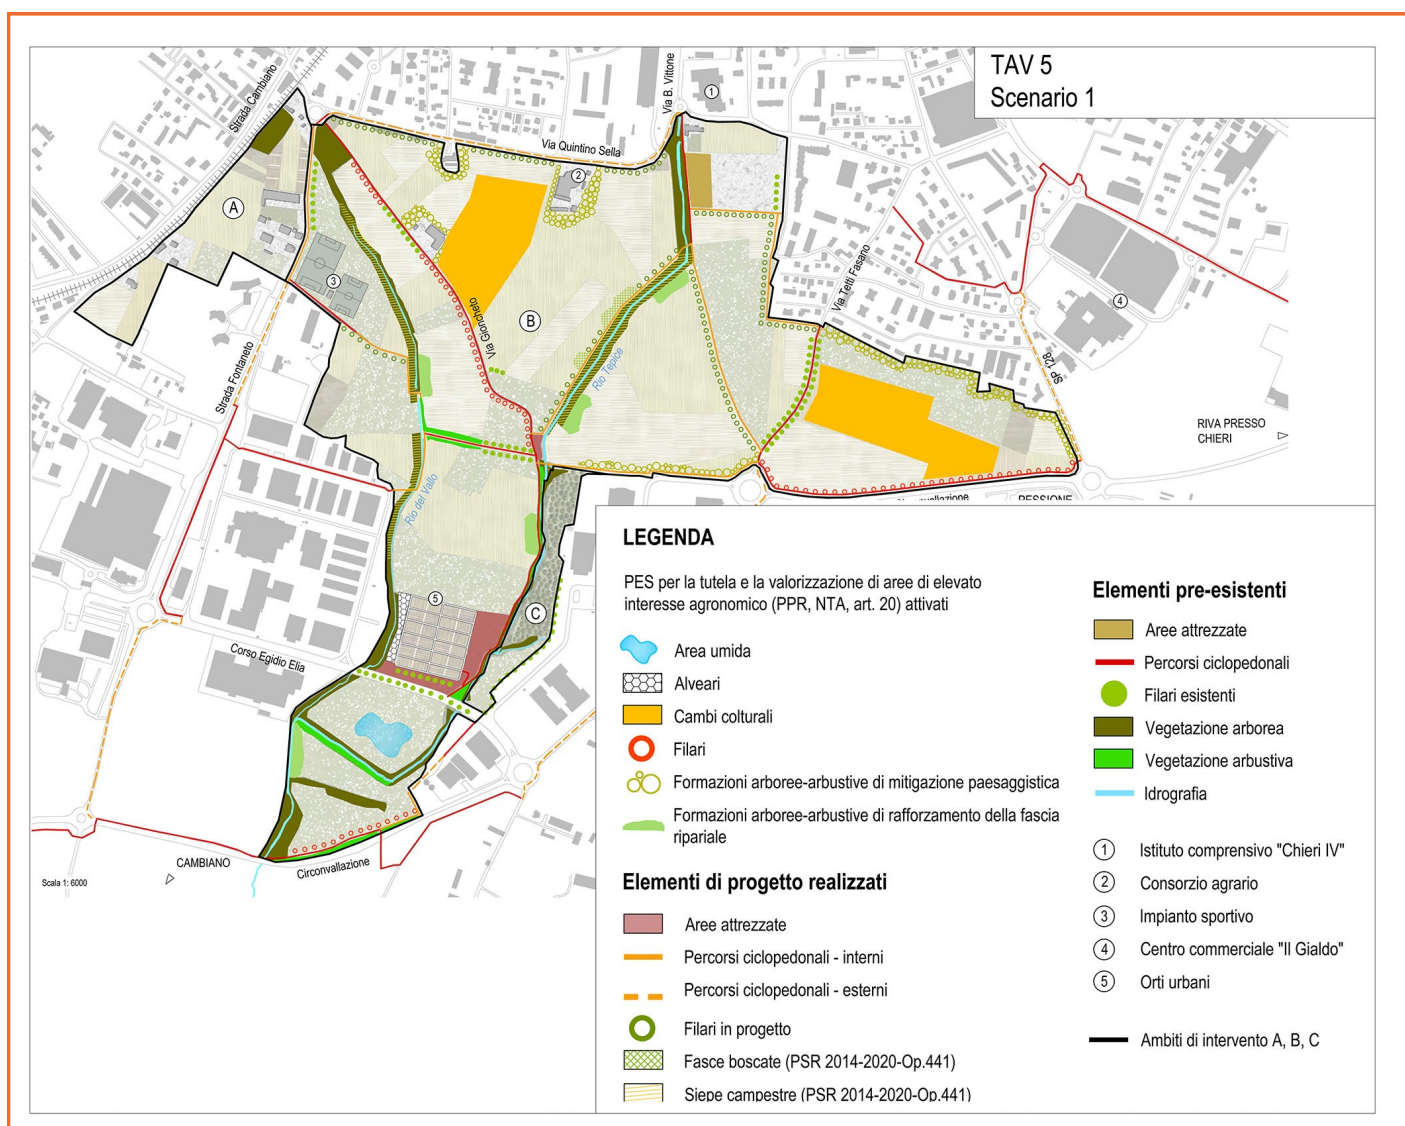 TAV 5
Scenario 1
Strada Cambiano
Via B. Vittone
1
Via Quintino Sella
2
A
3
B
Via Gioncheto
Rio Tepice
Via Tetti Fasano
4
SP 128
Strada Fontaneto
RIVA PRESSO
CHIERI
Rio del Vallo
5
C
Corso Egidio Elia
CAMBIANO
Circonvallazione
Scala 1: 6000
LEGENDA
PES per la tutela e la valorizzazione di aree di elevato
interesse agronomico (PPR, NTA, art. 20) attivati
Area umida
Alveari
Cambi colturali
Filari
Formazioni arboree-arbustive di mitigazione paesaggistica
Formazioni arboree-arbustive di rafforzamento della fascia
ripariale
Elementi di progetto realizzati
Aree attrezzate
Percorsi ciclopedonali - interni
Percorsi ciclopedonali - esterni
Filari in progetto
Fasce boscate (PSR 2014-2020-Op.441)
Siepe campestre (PSR 2014-2020-Op.441)
Elementi pre-esistenti
Aree attrezzate
Percorsi ciclopedonali
Filari esistenti
Vegetazione arborea
Vegetazione arbustiva
Idrografia
1 Istituto comprensivo "Chieri IV"
2 Consorzio agrario
3 Impianto sportivo
4 Centro commerciale "Il Gialdo"
5 Orti urbani
Ambiti di intervento A, B, C